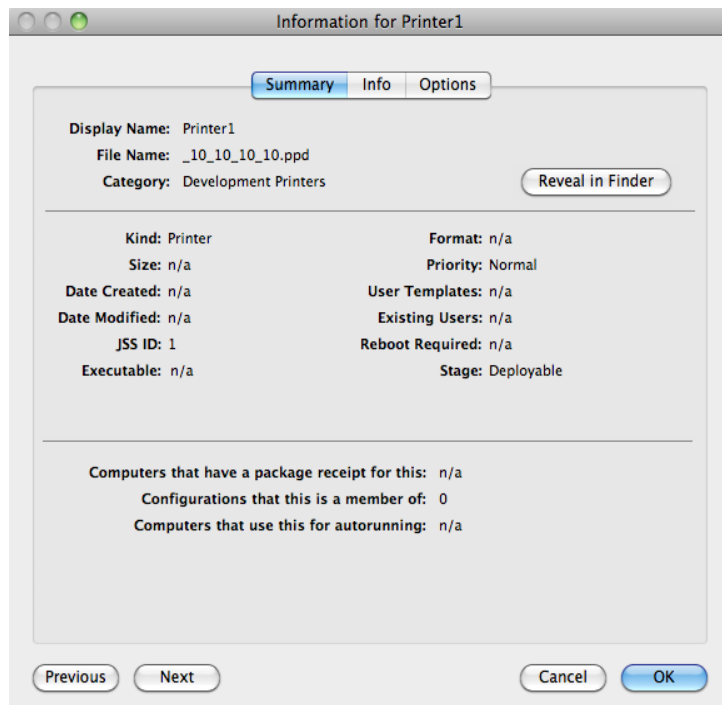 Information for Printer1
Summary Info Options
Display Name: Printer1
File Name: _10_10_10_10.ppd
Category: Development Printers
Reveal in Finder
Kind: Printer
Format: n/a
Size: n/a
Priority: Normal
Date Created: n/a
User Templates: n/a
Date Modified: n/a
Existing Users: n/a
JSS ID: 1
Reboot Required: n/a
Executable: n/a
Stage: Deployable
Computers that have a package receipt for this: n/a
Configurations that this is a member of: 0
Computers that use this for autorunning: n/a
Previous Next Cancel OK